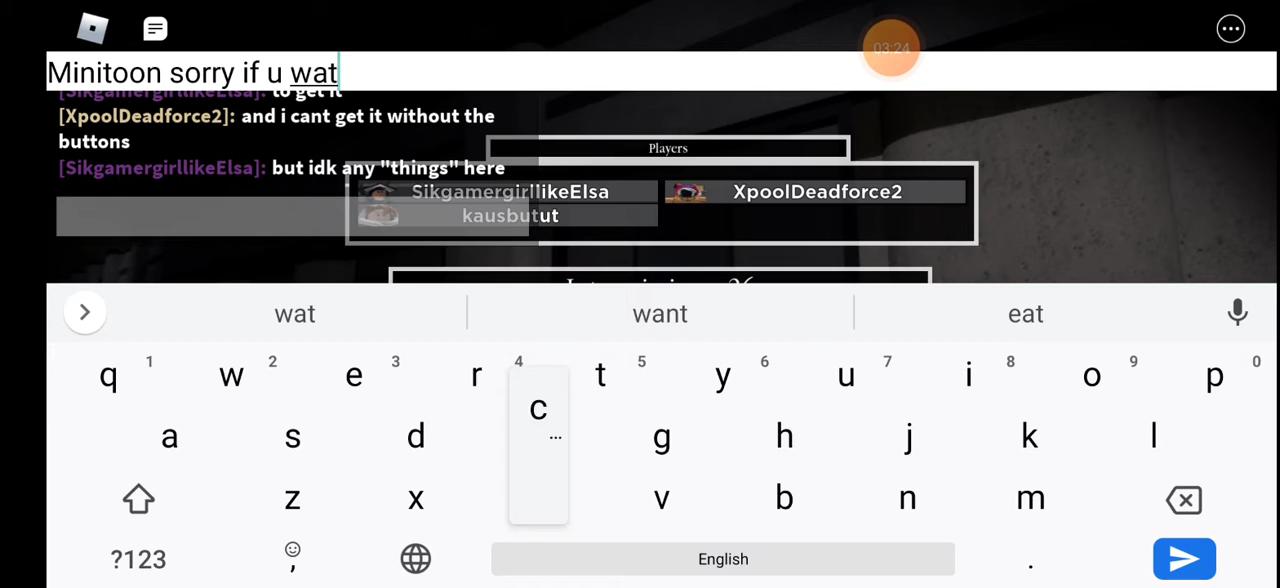 03:24
Minitoon sorry if u wat
[SikgamergirllikeElsa]: to get it
[XpoolDeadforce2]: and i cant get it without the
buttons
[SikgamergirllikeElsa]: but idk any "things" here
Players
SikgamergirllikeElsa XpoolDeadforce2
kausbutut
wat want eat
q 1 w 2 e 3 r 4 t 5 y 6 u 7 i 8 o 9 p 0
a s d c ... g h j k l
z x v b n m
?123 , English .